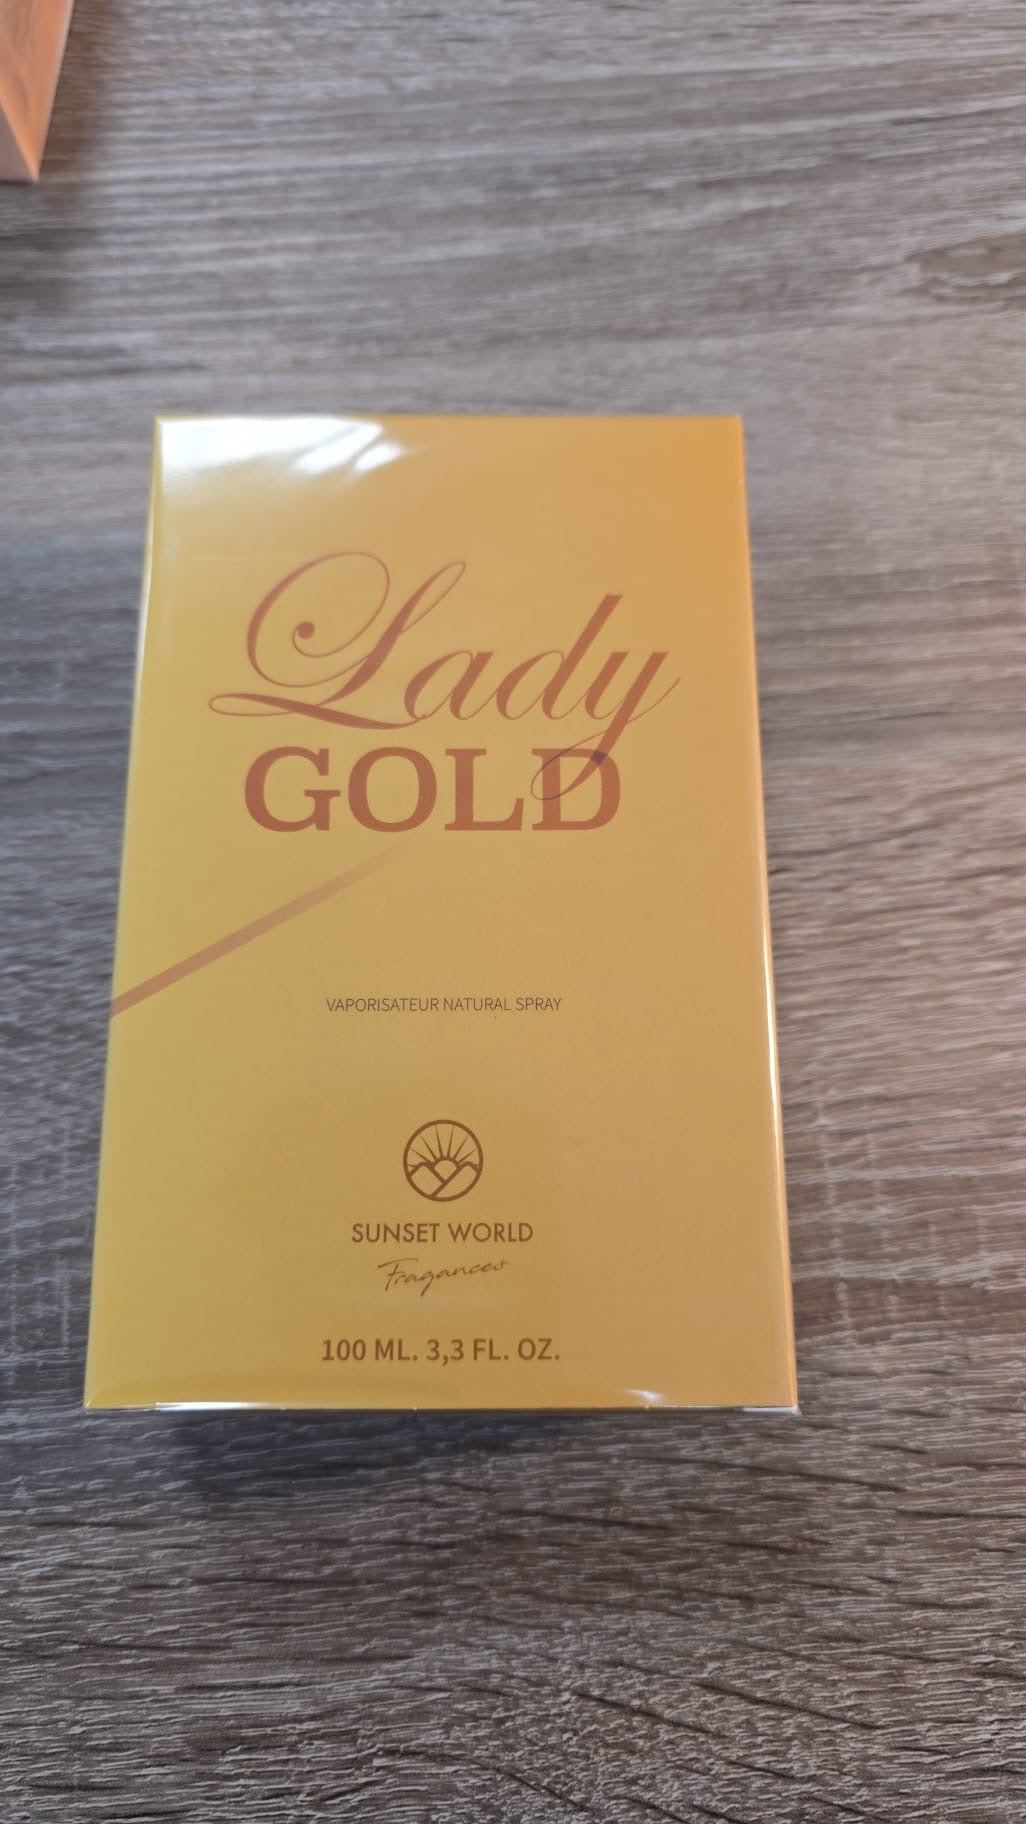 Lady
GOLD
VAPORISATEUR NATURAL SPRAY
SUNSET WORLD
Fragances
100 ML. 3,3 FL. OZ.